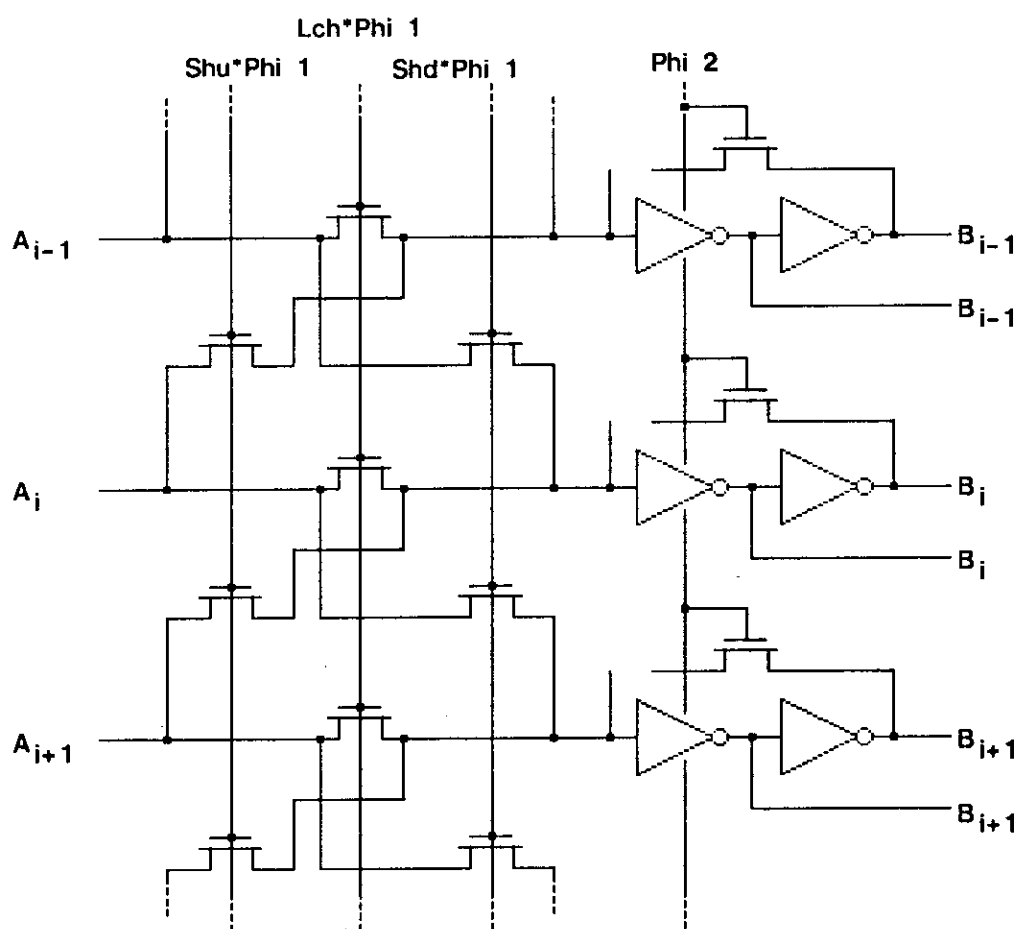 Lch*Phi 1
Shu*Phi 1 Shd*Phi 1 Phi 2
A i-1 B i-1
B i-1
A i B i
B i
A i+1 B i+1
B i+1